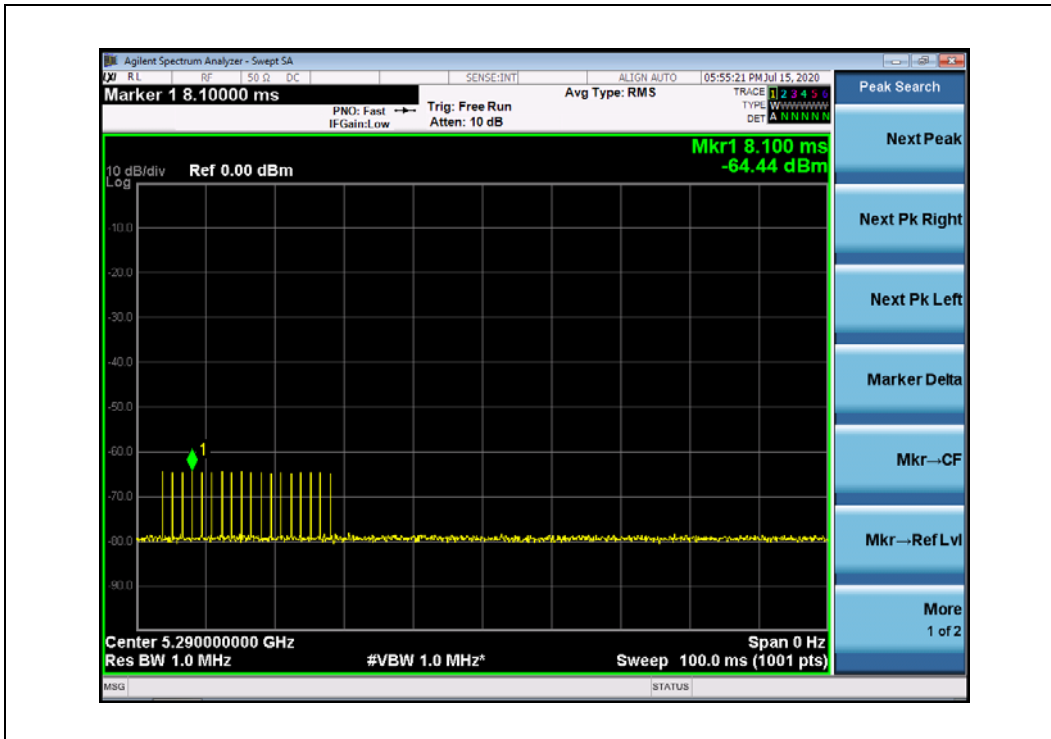 Agilent Spectrum Analyzer - Swept SA
RL RF 50 Ω DC SENSE:INT ALIGN AUTO 05:55:21 PM Jul 15, 2020
Marker 1 8.10000 ms
PNO: Fast
IFGain:Low
Trig: Free Run
Atten: 10 dB
Avg Type: RMS
TRACE 1 2 3 4 5 6
TYPE WWWWWW
DET A N N N N N
Mkr1 8.100 ms
-64.44 dBm
10 dB/div Ref 0.00 dBm
Log
-10.0
-20.0
-30.0
-40.0
-50.0
-60.0
-70.0
-80.0
-90.0
1
Center 5.290000000 GHz Span 0 Hz
Res BW 1.0 MHz #VBW 1.0 MHz* Sweep 100.0 ms (1001 pts)
MSG STATUS
Peak Search
Next Peak
Next Pk Right
Next Pk Left
Marker Delta
Mkr→CF
Mkr→Ref Lvl
More
1 of 2